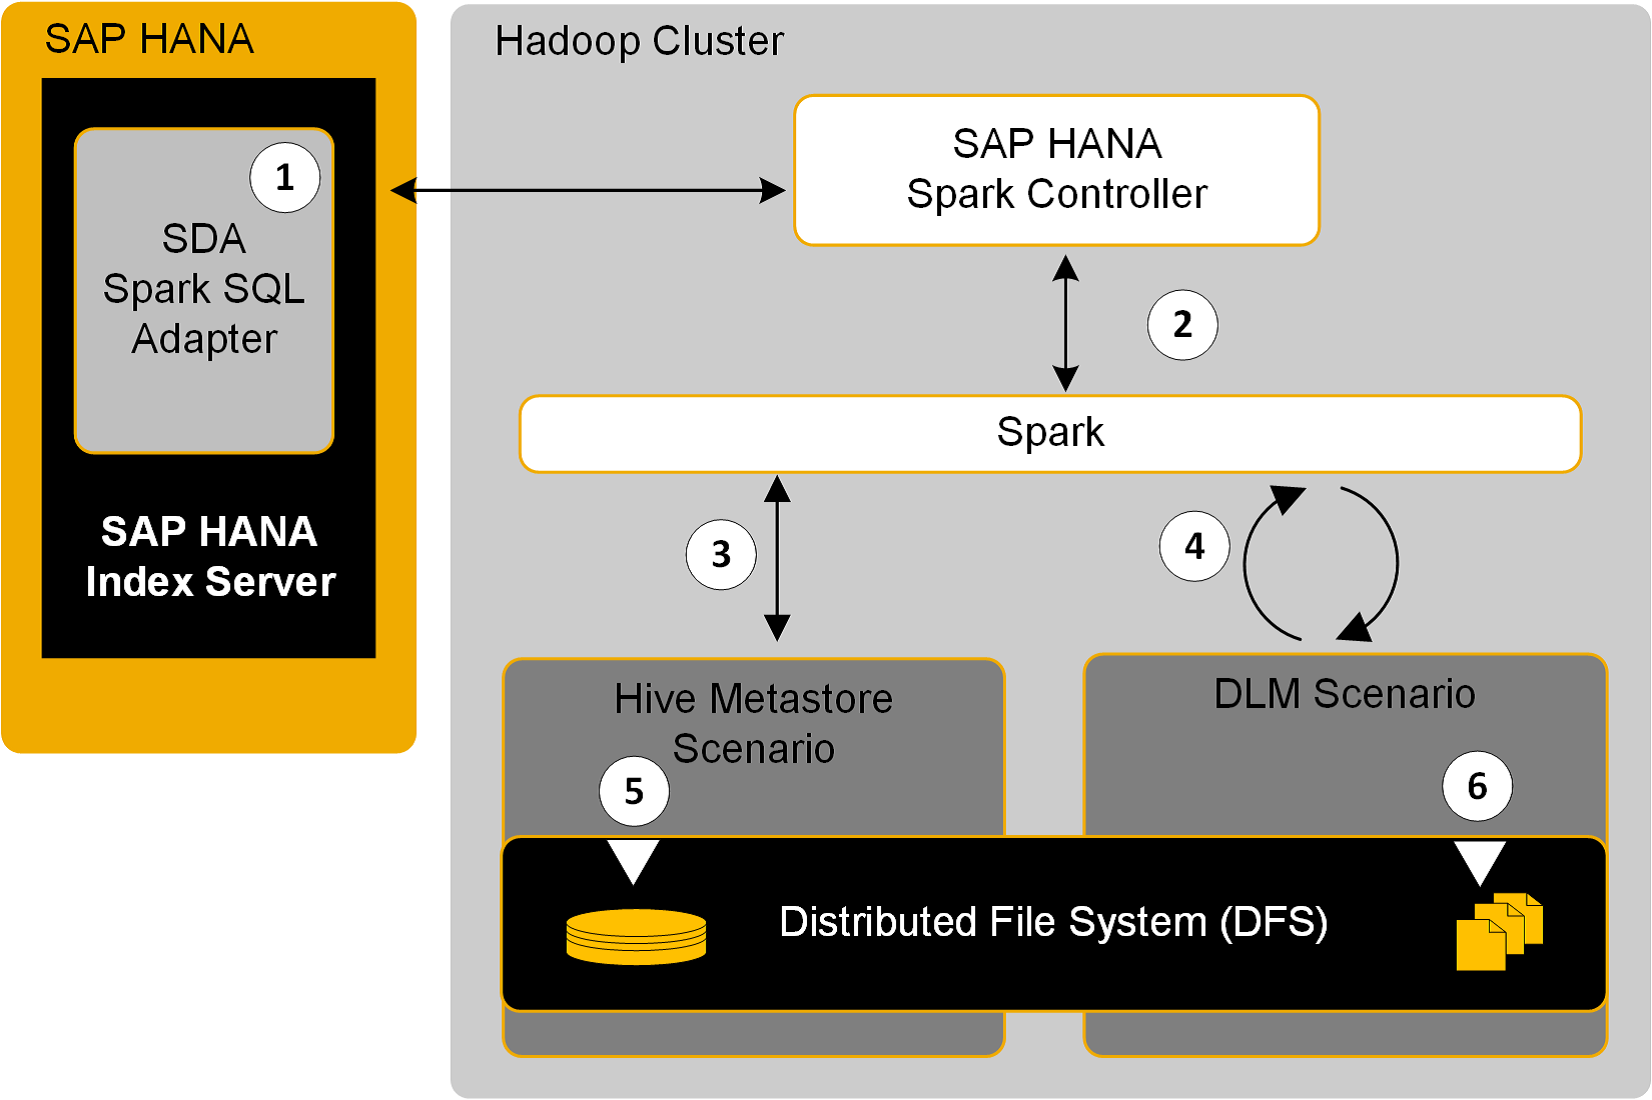 SAP HANA
1
SDA
Spark SQL
Adapter
SAP HANA
Index Server
Hadoop Cluster
SAP HANA
Spark Controller
2
Spark
3
4
Hive Metastore
Scenario
5
DLM Scenario
6
Distributed File System (DFS)